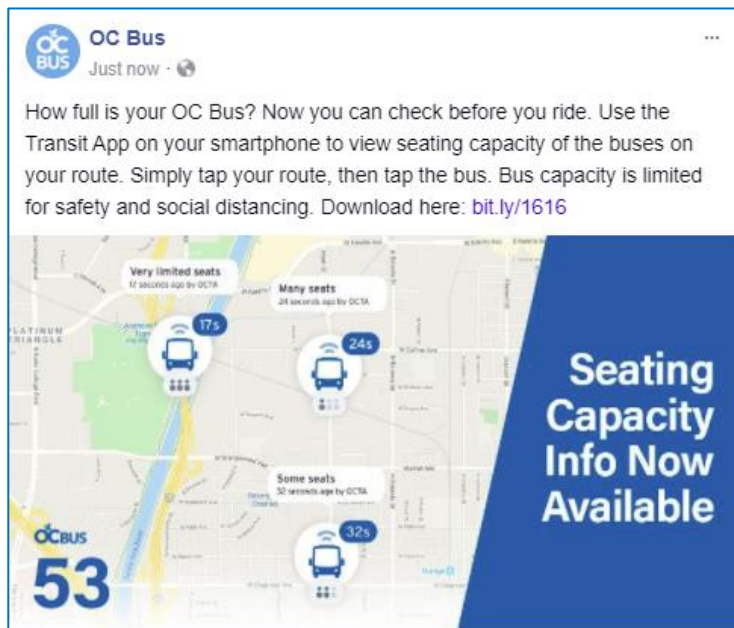 OC Bus
Just now
How full is your OC Bus? Now you can check before you ride. Use the
Transit App on your smartphone to view seating capacity of the buses on
your route. Simply tap your route, then tap the bus. Bus capacity is limited
for safety and social distancing. Download here: bit.ly/1616
OC
BUS
Very limited seats
17 seconds ago by OCTA
17s
Many seats
24 seconds ago by OCTA
24s
PLATINUM
TRIANGLE
Some seats
32 seconds ago by OCTA
32s
OCBUS
53
Seating
Capacity
Info Now
Available